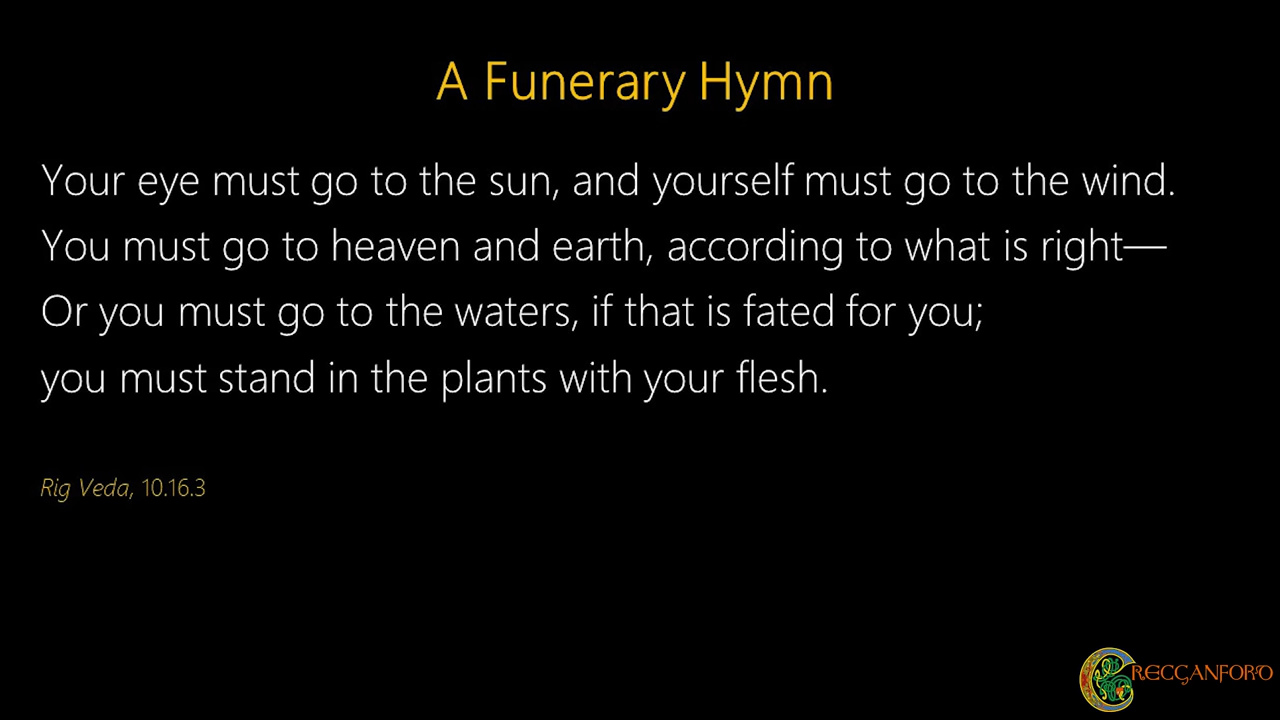 A Funerary Hymn
Your eye must go to the sun, and yourself must go to the wind.
You must go to heaven and earth, according to what is right—
Or you must go to the waters, if that is fated for you;
you must stand in the plants with your flesh.
Rig Veda, 10.16.3
CRECGANFORD